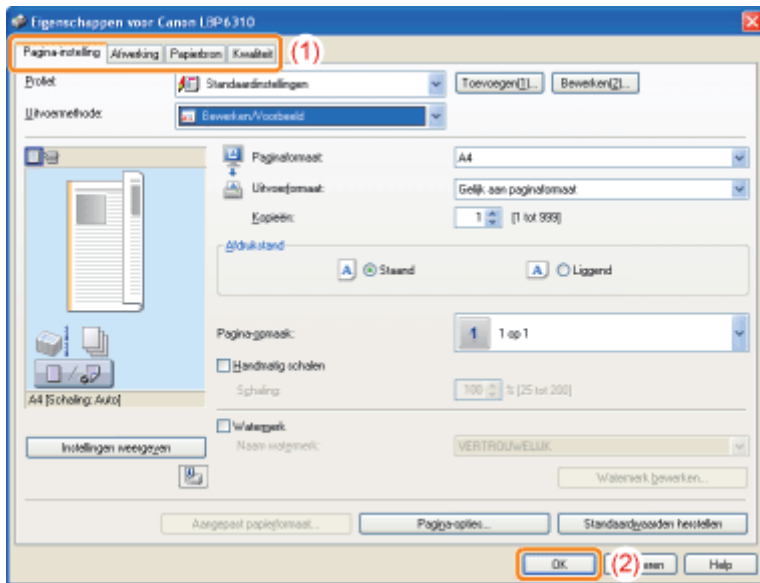 Eigenschappen voor Canon LBP6310
Pagina-instelling Afwerking Papierbron Kwaliteit (1)
Profiel: Standaardinstellingen Toevoegen(1)... Bewerken(2)...
Uitvoermethode: Bewerken/Voorbeeld
Paginaformaat: A4
Uitvoerformaat: Gelijk aan paginaformaat
Kopieën: 1 [1 tot 999]
Afdrukstand
A Staand A Liggend
Pagina-opmaak: 1 1 op 1
Handmatig schalen
Schaling: 100 % [25 tot 200]
A4 [Schaling: Auto]
Watermerk
Naam watermerk: VERTROUWELIJK
Instellingen weergeven
Watermerk bewerken...
Aangepast papierformaat... Pagina-opties... Standaardwaarden herstellen
OK (2) Help